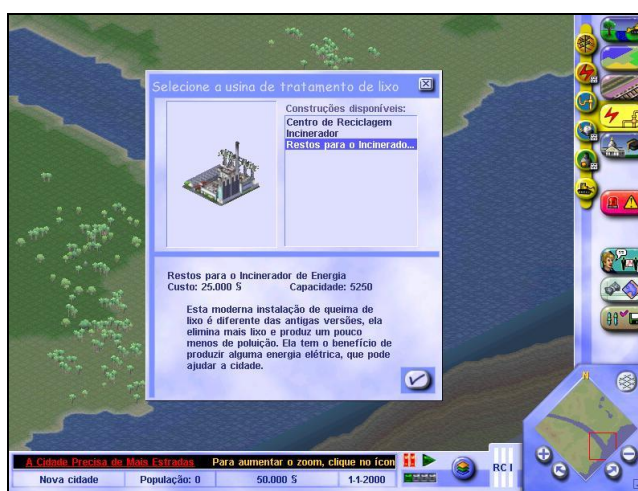 Selecione a usina de tratamento de lixo
Construções disponíveis:
Centro de Reciclagem
Incinerador
Restos para o Incinerado...
Restos para o Incinerador de Energia
Custo: 25.000 § Capacidade: 5250
Esta moderna instalação de queima de
lixo é diferente das antigas versões, ela
elimina mais lixo e produz um pouco
menos de poluição. Ela tem o benefício de
produzir alguma energia elétrica, que pode
ajudar a cidade.
N
A Cidade Precisa de Mais Estradas Para aumentar o zoom, clique no ícon
RCI
Nova cidade População: 0 50.000 § 1-1-2000